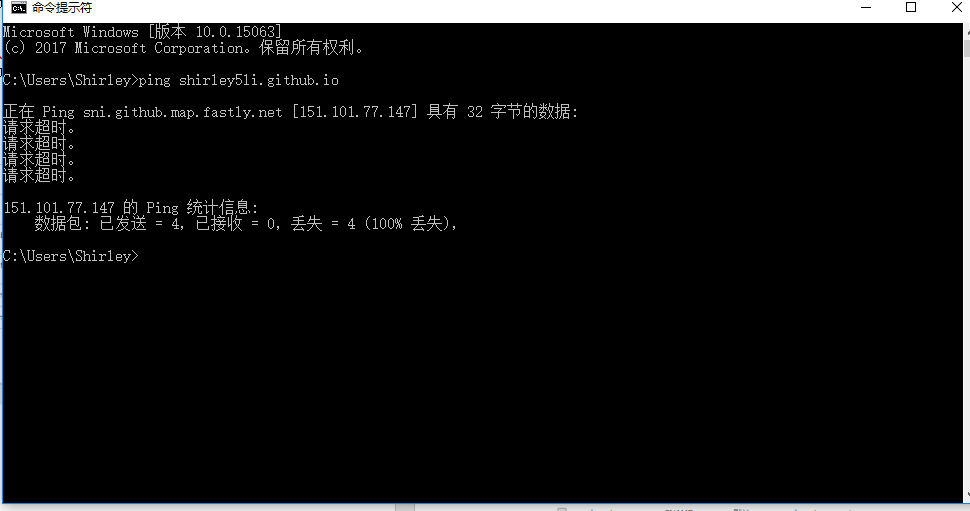 命令提示符
Microsoft Windows [版本 10.0.15063]
(c) 2017 Microsoft Corporation。保留所有权利。
C:\Users\Shirley>ping shirley5li.github.io
正在 Ping sni.github.map.fastly.net [151.101.77.147] 具有 32 字节的数据:
请求超时。
请求超时。
请求超时。
请求超时。
151.101.77.147 的 Ping 统计信息:
数据包: 已发送 = 4，已接收 = 0，丢失 = 4 (100% 丢失)，
C:\Users\Shirley>